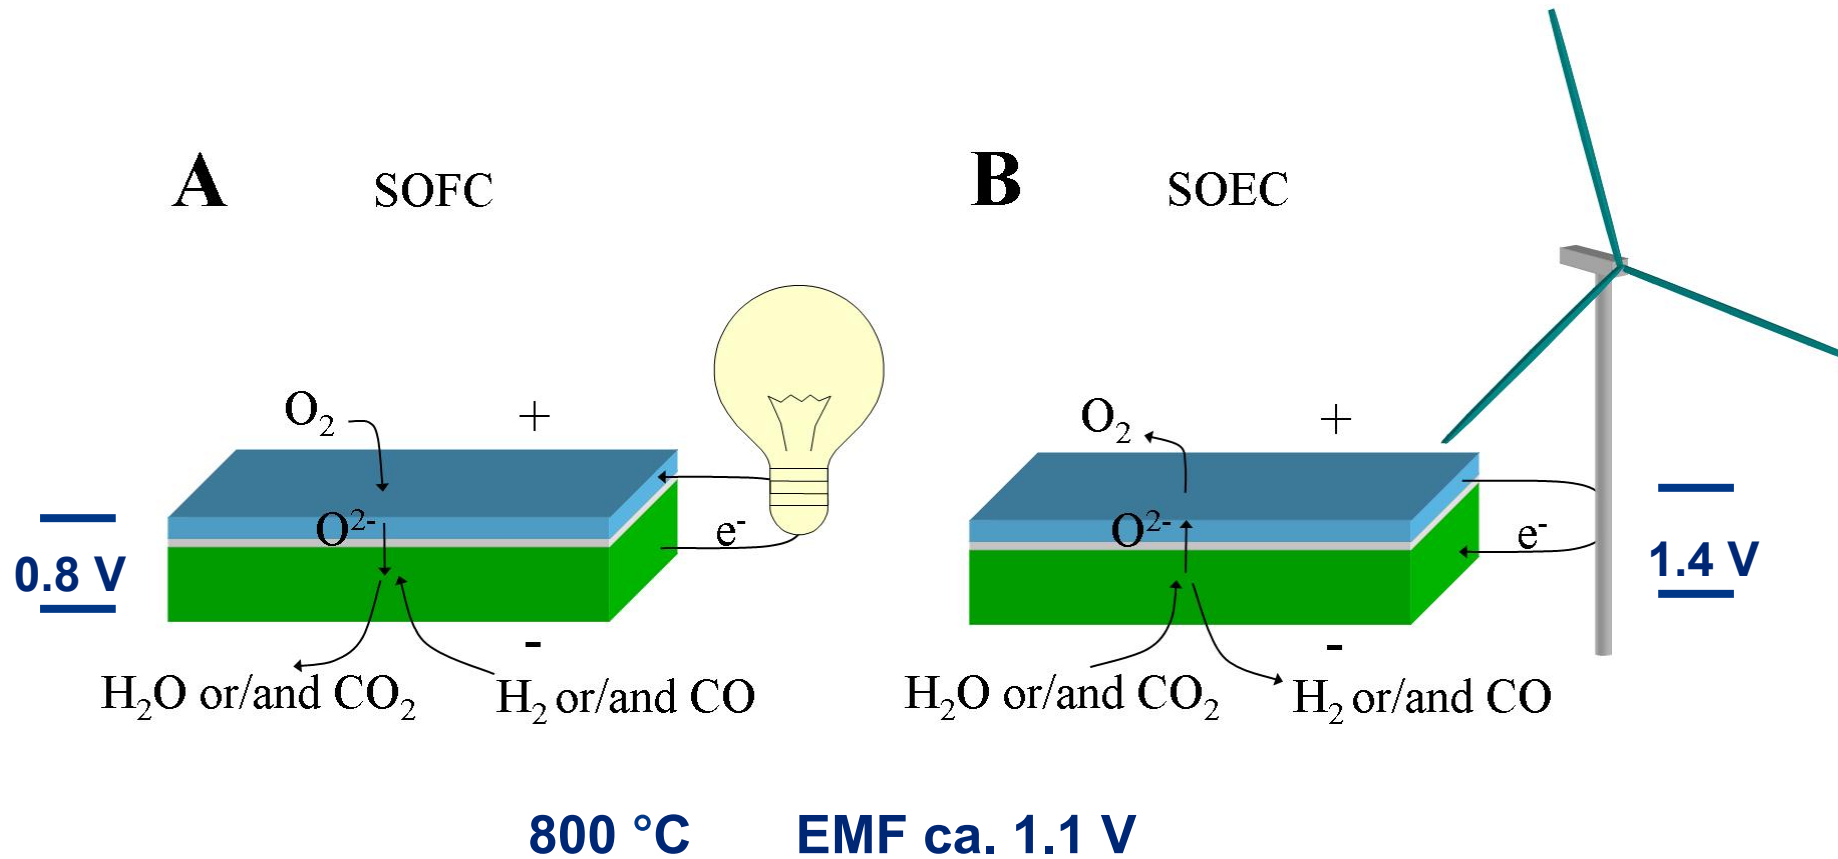 A SOFC
B SOEC
O₂ +
O²⁻
e⁻
0.8 V
-
H₂O or/and CO₂ H₂ or/and CO
O₂ +
O²⁻
e⁻
1.4 V
-
H₂O or/and CO₂ H₂ or/and CO
800 °C EMF ca. 1.1 V